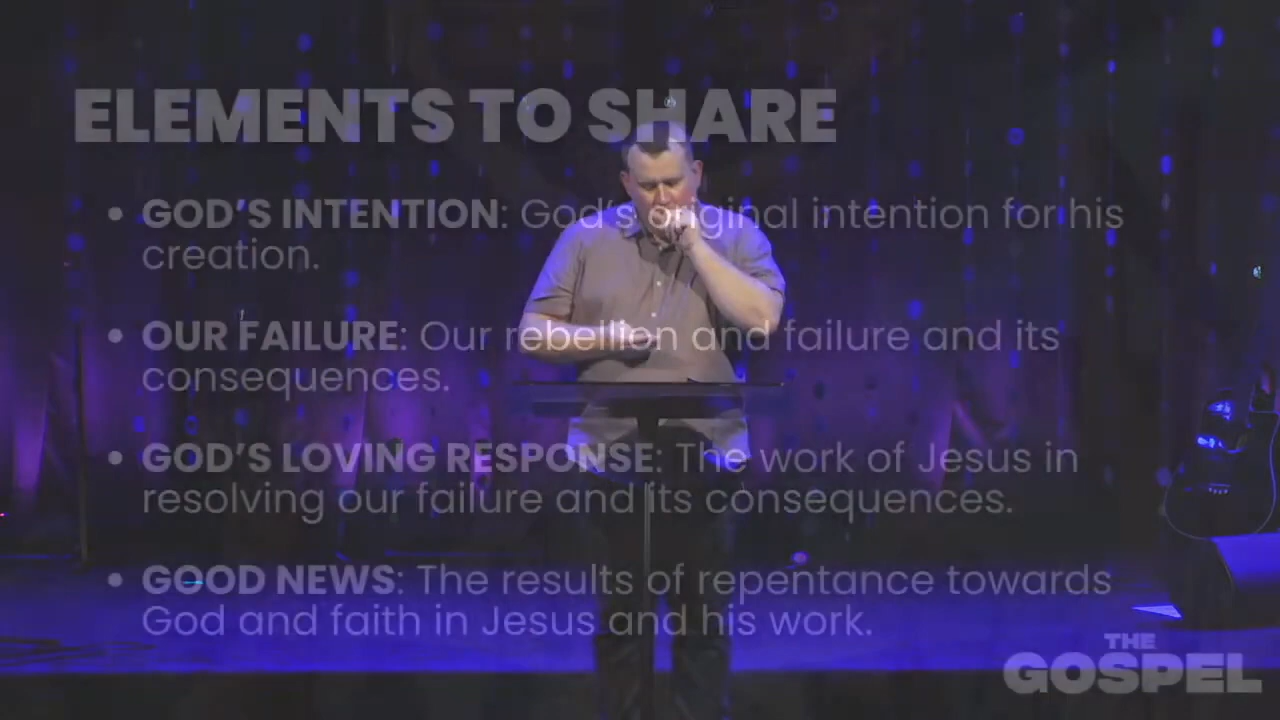 ELEMENTS TO SHARE
• GOD'S INTENTION: God's original intention for his
creation.
• OUR FAILURE: Our rebellion and failure and its
consequences.
• GOD'S LOVING RESPONSE: The work of Jesus in
resolving our failure and its consequences.
• GOOD NEWS: The results of repentance towards
God and faith in Jesus and his work.
THE
GOSPEL